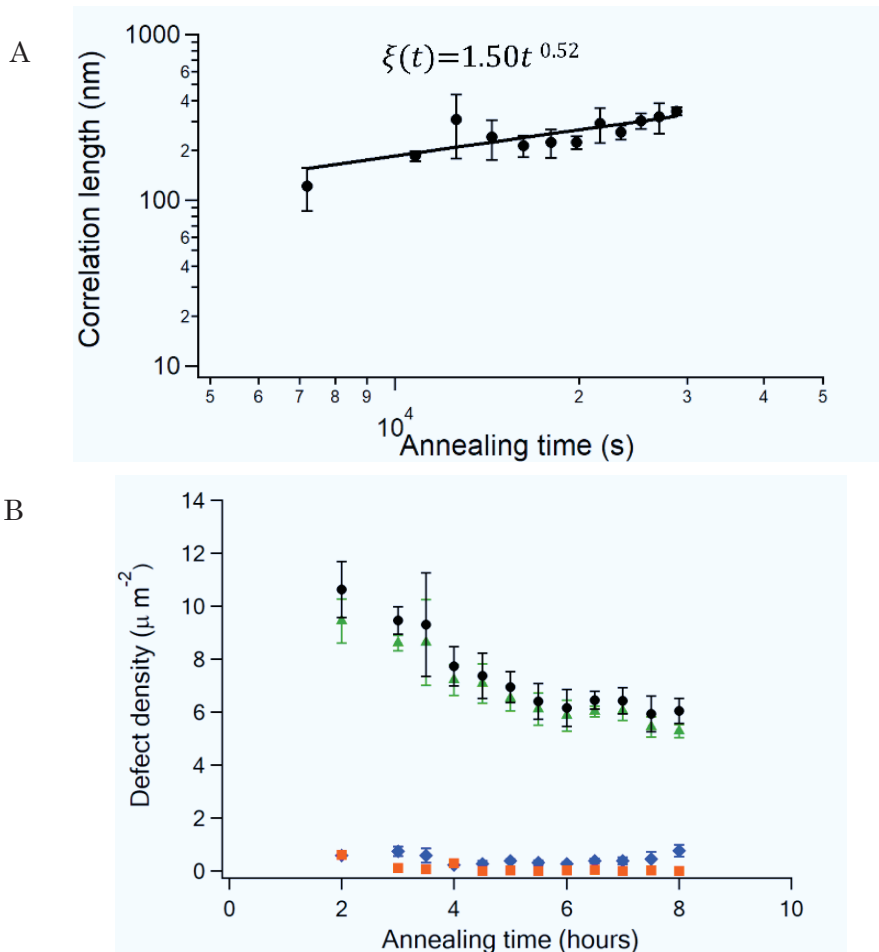 A
ξ(t)=1.50t 0.52
Correlation length (nm)
1000
6
4
2
100
6
4
2
10
5 6 7 8 9 2 3 4 5
10⁴
Annealing time (s)
B
Defect density (μ m⁻²)
14
12
10
8
6
4
2
0
0 2 4 6 8 10
Annealing time (hours)